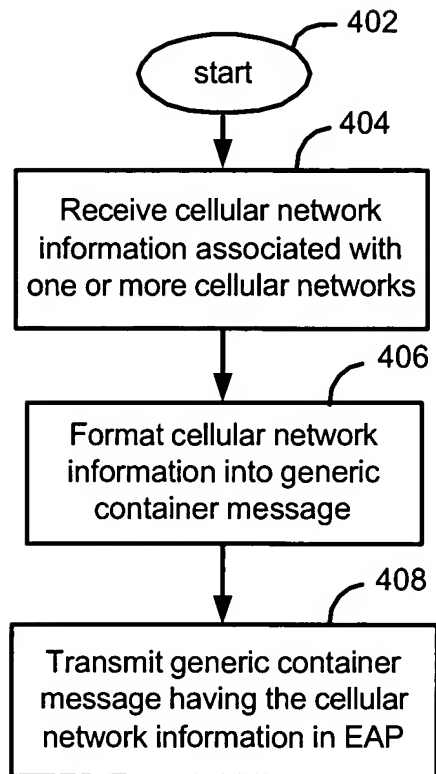 402
start
404
Receive cellular network
information associated with
one or more cellular networks
406
Format cellular network
information into generic
container message
408
Transmit generic container
message having the cellular
network information in EAP